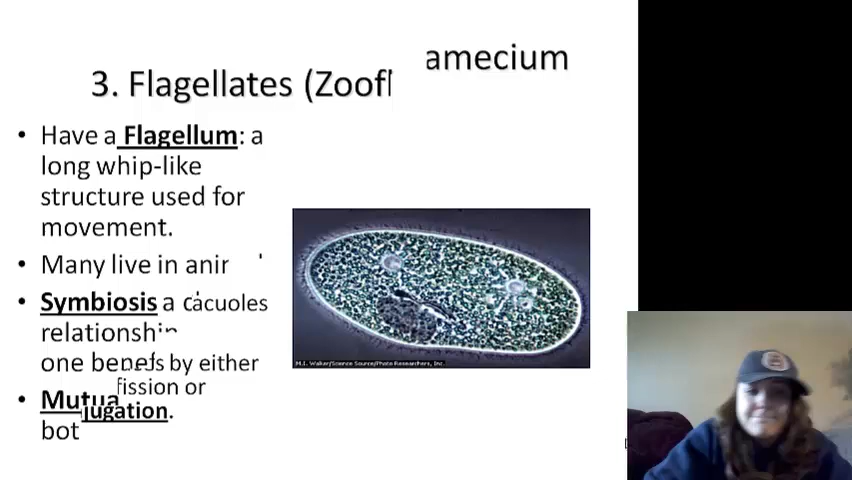 amecium
3. Flagellates (Zoofl
• Have a Flagellum: a
long whip-like
structure used for
movement.
• Many live in anir
• Symbiosis a cacuoles
relationship
one benefs by either
fission or
• Mutua
jugation.
bot
M.I. Walker/Science Source/Photo Researchers, Inc.